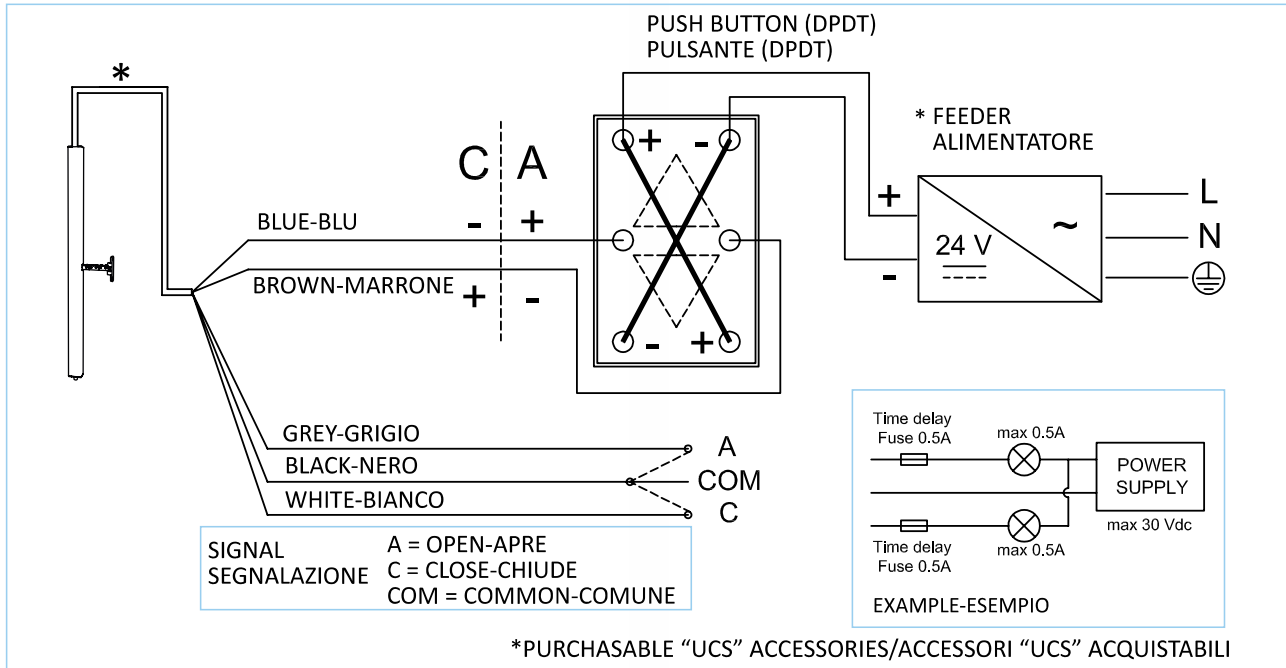 PUSH BUTTON (DPDT)
PULSANTE (DPDT)
*
* FEEDER
ALIMENTATORE
C A
+ -
+
L
BLUE-BLU
- +
24 V
~
N
BROWN-MARRONE
+ -
-
- +
GREY-GRIGIO
A
BLACK-NERO
COM
WHITE-BIANCO
C
SIGNAL
SEGNALAZIONE
A = OPEN-APRE
C = CLOSE-CHIUDE
COM = COMMON-COMUNE
Time delay
Fuse 0.5A
max 0.5A
POWER
SUPPLY
max 30 Vdc
Time delay
Fuse 0.5A
max 0.5A
EXAMPLE-ESEMPIO
*PURCHASABLE “UCS” ACCESSORIES/ACCESSORI “UCS” ACQUISTABILI